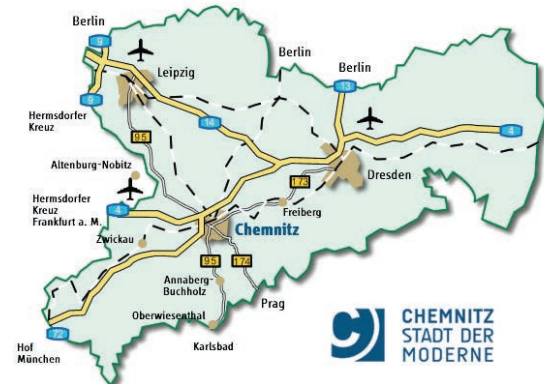 Berlin
9
Leipzig
Berlin
Berlin
13
9
Hermsdorfer
Kreuz
14
4
95
Altenburg-Nobitz
173
Dresden
Hermsdorfer
Kreuz
Frankfurt a. M.
4
Freiberg
Zwickau
Chemnitz
95
174
Annaberg-
Buchholz
Prag
Oberwiesenthal
Karlsbad
72
Hof
München
CHEMNITZ
STADT DER
MODERNE